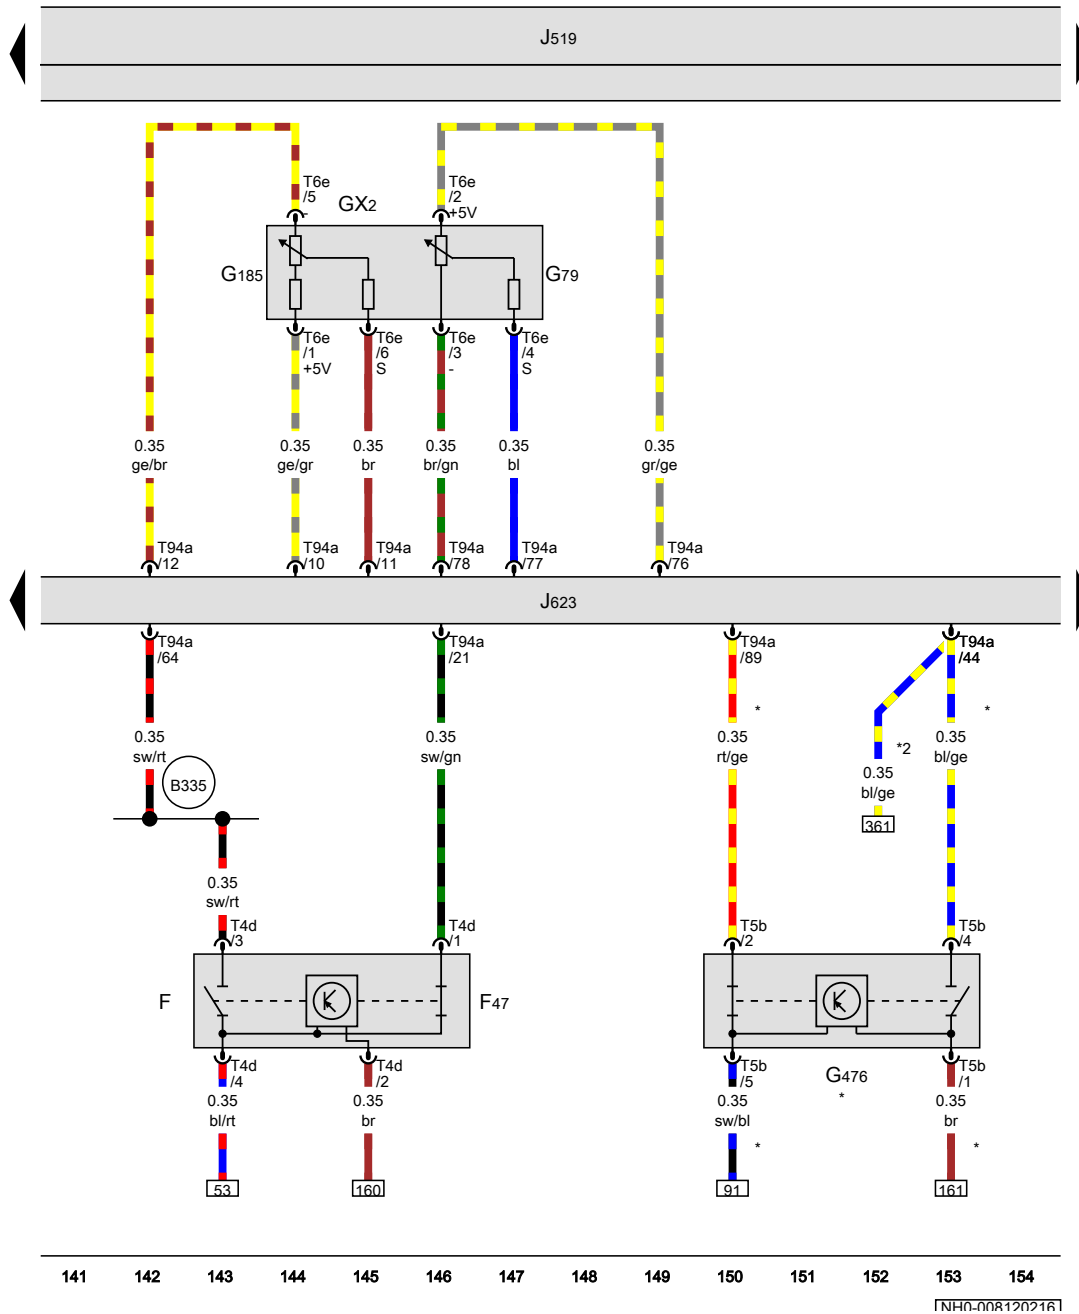 J519
T6e
/5
-
GX2
T6e
/2
+5V
G185
G79
T6e
/1
+5V
T6e
/6
S
T6e
/3
-
T6e
/4
S
0.35
ge/br
0.35
ge/gr
0.35
br
0.35
br/gn
0.35
bl
0.35
gr/ge
T94a
/12
T94a
/10
T94a
/11
T94a
/78
T94a
/77
T94a
/76
J623
T94a
/64
T94a
/21
T94a
/89
T94a
/44
*
*
0.35
sw/rt
0.35
sw/gn
0.35
rt/ge
*2
0.35
bl/ge
0.35
bl/ge
B335
361
0.35
sw/rt
T4d
/3
T4d
/1
T5b
/2
T5b
/4
F
F47
T4d
/4
T4d
/2
T5b
/5
G476
*
T5b
/1
0.35
bl/rt
0.35
br
0.35
sw/bl
*
0.35
br
*
53
160
91
161
141 142 143 144 145 146 147 148 149 150 151 152 153 154
NH0-008120216